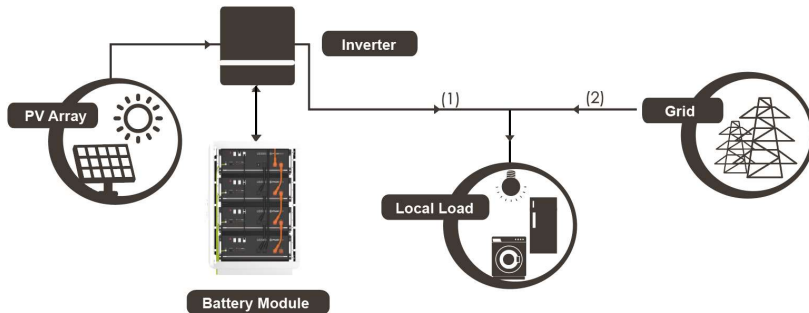 Inverter
PV Array
(1)
(2)
Grid
Local Load
Battery Module